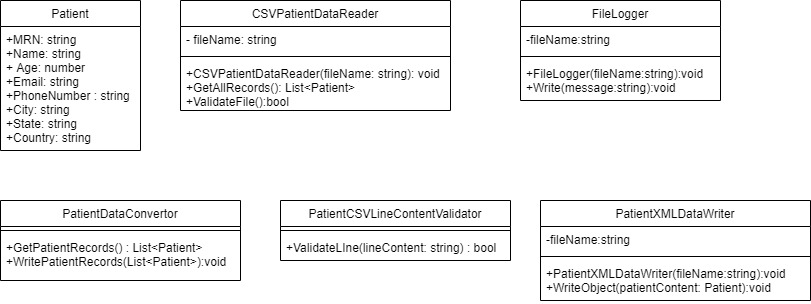 Patient
+MRN: string
+Name: string
+ Age: number
+Email: string
+PhoneNumber : string
+City: string
+State: string
+Country: string
CSVPatientDataReader
- fileName: string
+CSVPatientDataReader(fileName: string): void
+GetAllRecords(): List<Patient>
+ValidateFile():bool
FileLogger
-fileName:string
+FileLogger(fileName:string):void
+Write(message:string):void
PatientDataConvertor
+GetPatientRecords() : List<Patient>
+WritePatientRecords(List<Patient>):void
PatientCSVLineContentValidator
+ValidateLIne(lineContent: string) : bool
PatientXMLDataWriter
-fileName:string
+PatientXMLDataWriter(fileName:string):void
+WriteObject(patientContent: Patient):void